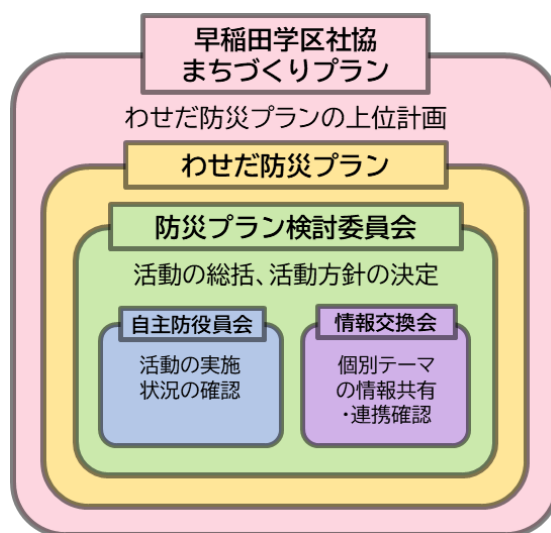 早稲田学区社協
まちづくりプラン
わせだ防災プランの上位計画
わせだ防災プラン
防災プラン検討委員会
活動の総括、活動方針の決定
自主防役員会
活動の実施
状況の確認
情報交換会
個別テーマ
の情報共有
・連携確認